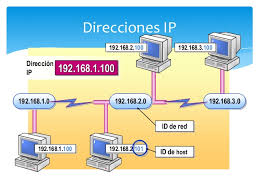 Direcciones IP
192.168.2.100
192.168.3.100
Dirección
IP
192.168.1.100
192.168.1.0
192.168.2.0
192.168.3.0
ID de red
192.168.1.100
192.168.2.101
ID de host